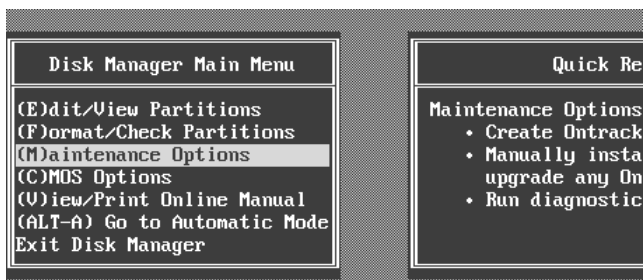 Disk Manager Main Menu
(E)dit/View Partitions
(F)ormat/Check Partitions
(M)aintenance Options
(C)MOS Options
(V)iew/Print Online Manual
(ALT-A) Go to Automatic Mode
Exit Disk Manager
Quick Re
Maintenance Options
• Create Ontrack
• Manually insta
upgrade any On
• Run diagnostic